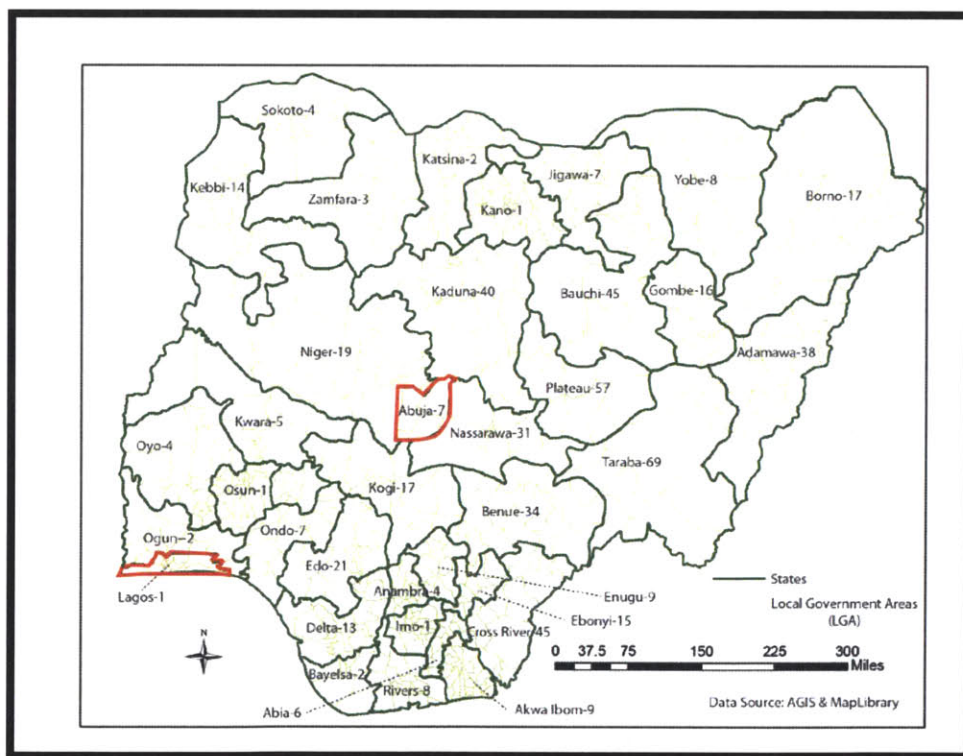 Sokoto-4
Katsina-2
Jigawa-7
Yobe-8
Kebbi-14
Zamfara-3
Kano-1
Borno-17
Kaduna-40
Bauchi-45
Gombe-16
Niger-19
Adamawa-38
Plateau-57
Abuja-7
Kwara-5
Nassarawa-31
Oyo-4
Taraba-69
Osun-1
Kogi-17
Benue-34
Ogun--2
Ondo-7
Edo-21
Lagos-1
Anambra-4
Enugu-9
Delta-13
Imo-1
Cross River-45
Ebonyi-15
Bayelsa-2
Rivers-8
Abia-6
Akwa Ibom-9
States
Local Government Areas
(LGA)
N
0 37.5 75 150 225 300
Miles
Data Source: AGIS & MapLibrary